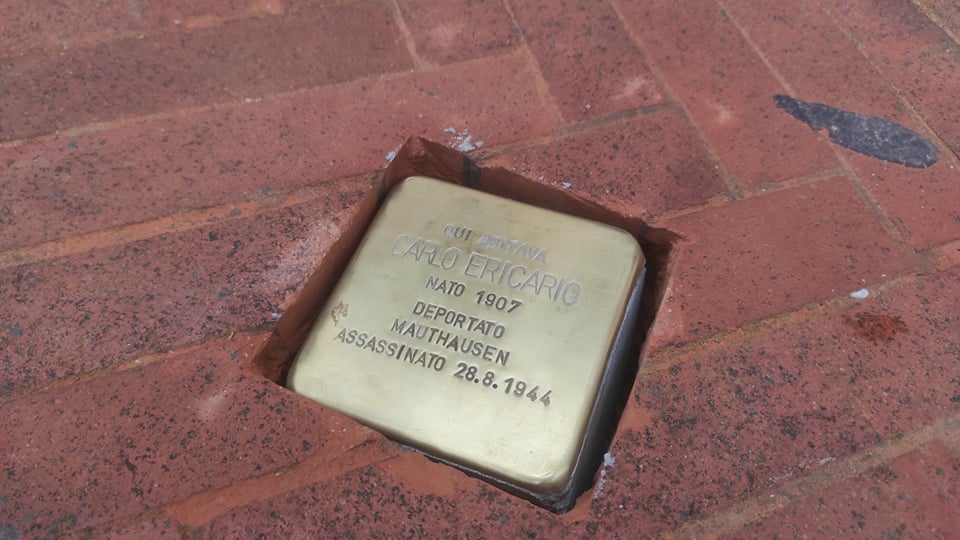 QUI ABITAVA
CARLO ERICARIO
NATO 1907
DEPORTATO
MAUTHAUSEN
ASSASSINATO 28.8.1944